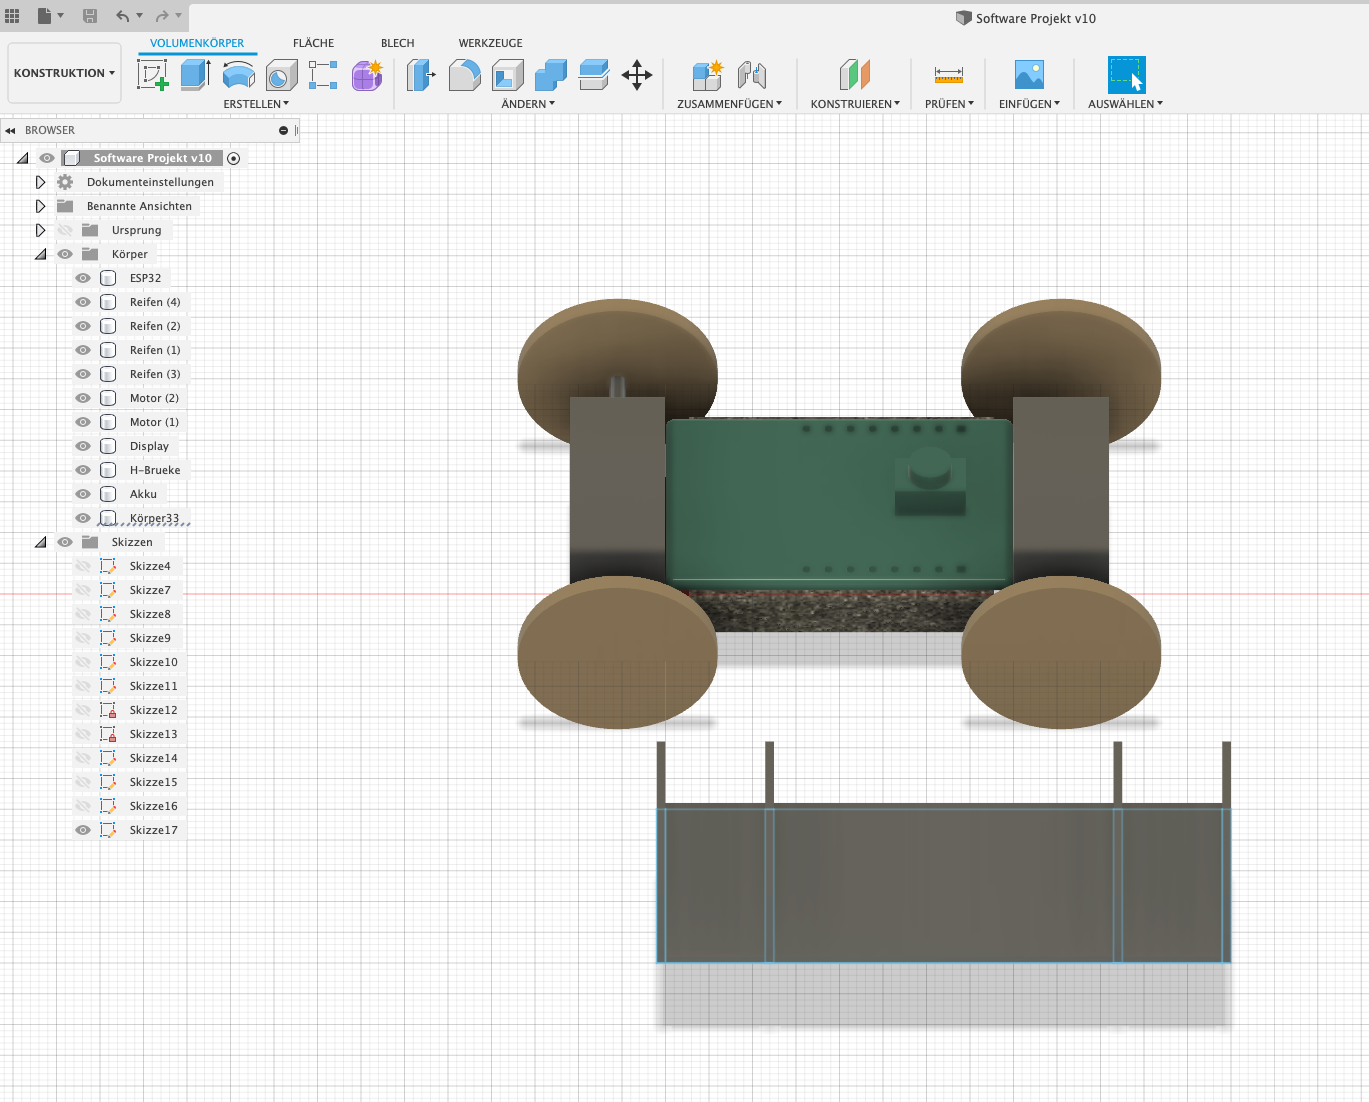 Software Projekt v10
VOLUMENKÖRPER
FLÄCHE
BLECH
WERKZEUGE
KONSTRUKTION
ERSTELLEN
ÄNDERN
ZUSAMMENFÜGEN
KONSTRUIEREN
PRÜFEN
EINFÜGEN
AUSWÄHLEN
BROWSER
Software Projekt v10
Dokumenteinstellungen
Benannte Ansichten
Ursprung
Körper
ESP32
Reifen (4)
Reifen (2)
Reifen (1)
Reifen (3)
Motor (2)
Motor (1)
Display
H-Brueke
Akku
Körper33
Skizzen
Skizze4
Skizze7
Skizze8
Skizze9
Skizze10
Skizze11
Skizze12
Skizze13
Skizze14
Skizze15
Skizze16
Skizze17